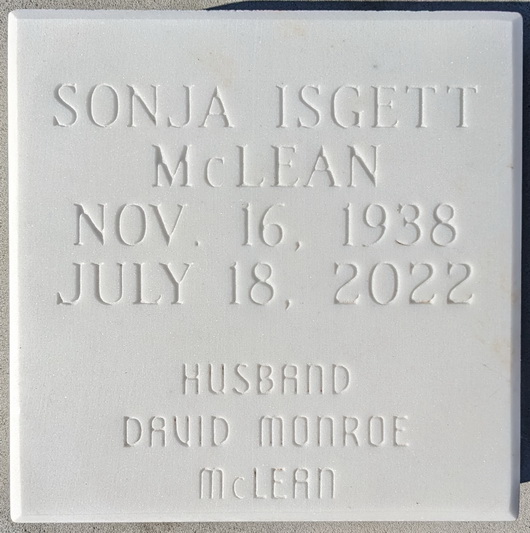 SONJA ISGETT
McLEAN
NOV. 16, 1938
JULY 18, 2022
HUSBAND
DAVID MONROE
McLEAN